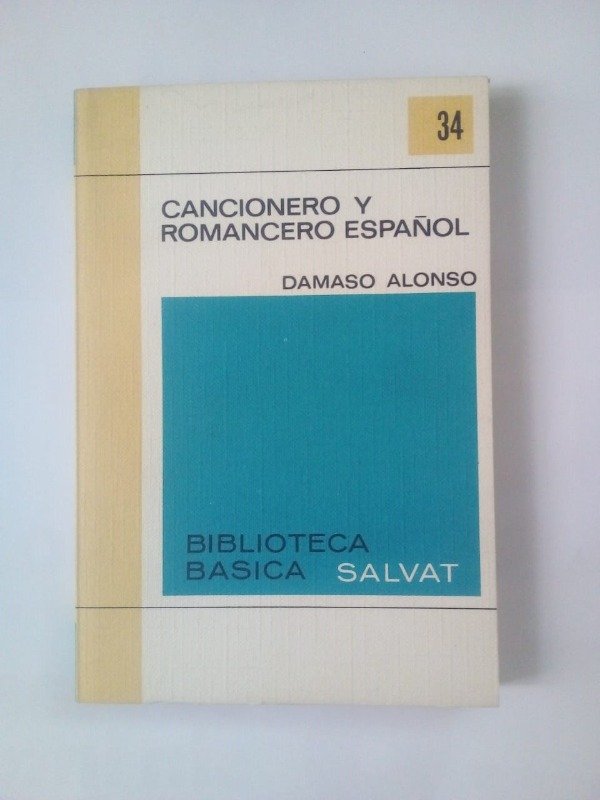 34
CANCIONERO Y
ROMANCERO ESPAÑOL
DAMASO ALONSO
BIBLIOTECA
BASICA SALVAT